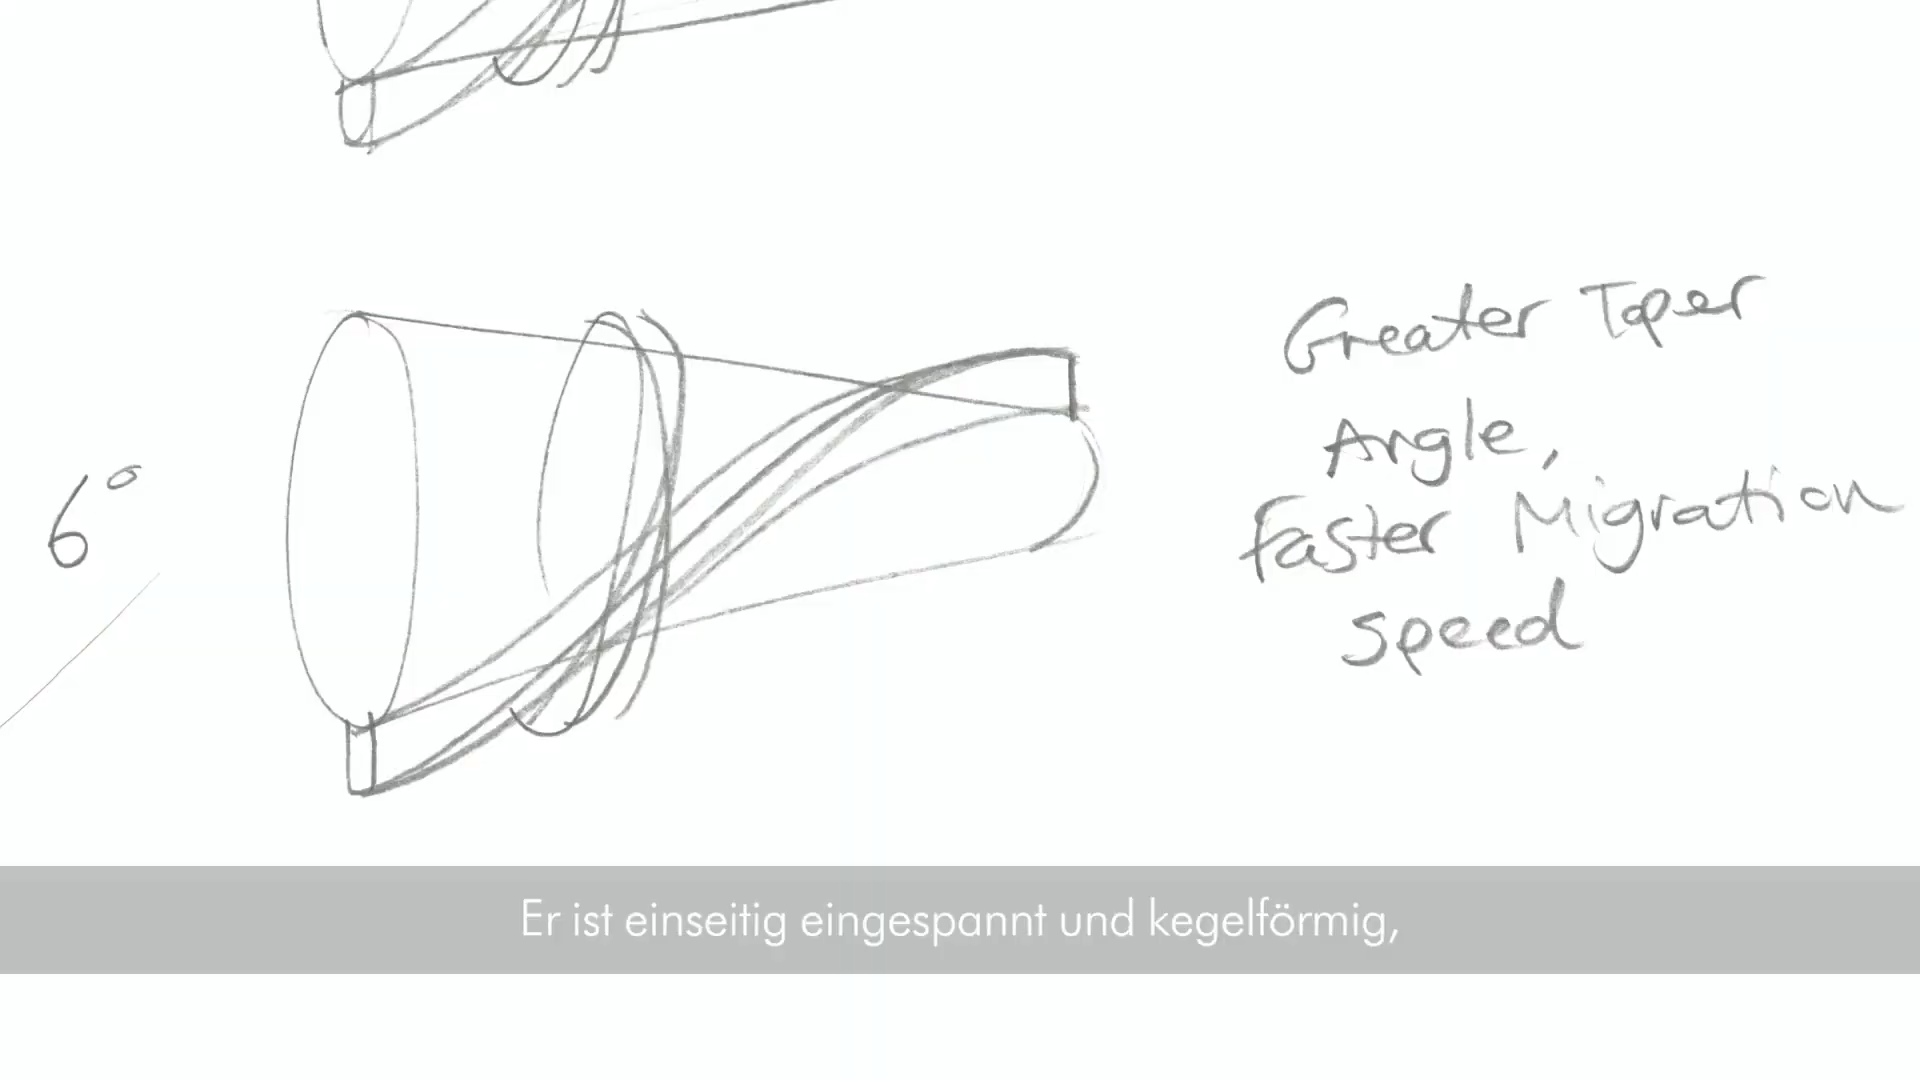 6°
Greater Taper
Angle,
Faster Migration
Speed
Er ist einseitig eingespannt und kegelförmig,